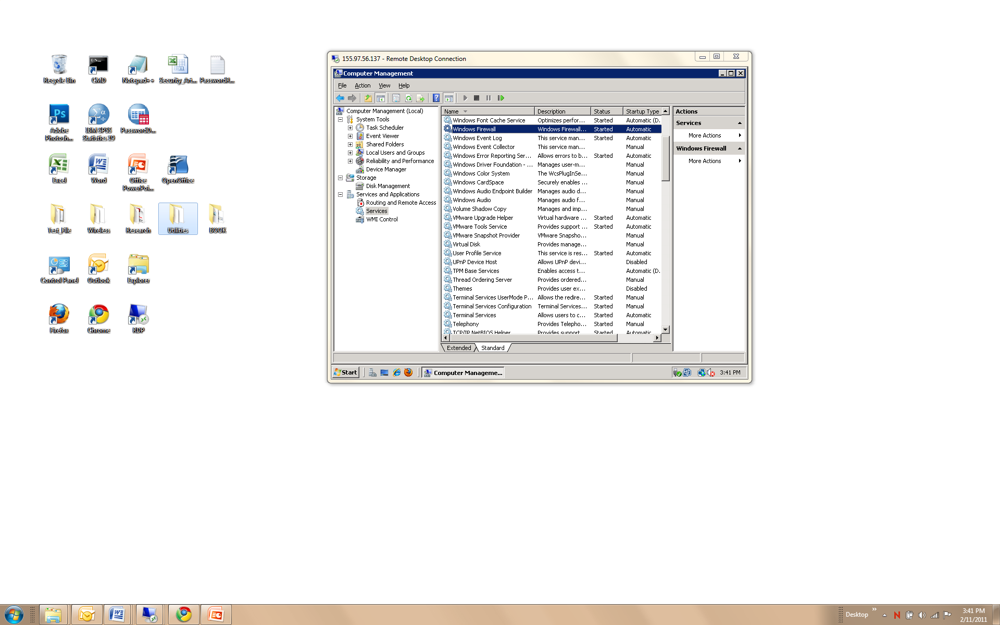 Recycle Bin
CMD
Notepad++
Security_Art...
PasswordR...
Adobe Photosh...
IBM SPSS Statistics 19
PasswordD...
Excel
Word
Office PowerPoi...
OpenOffice
Test_File
Wireless
Research
Utilities
BOOK
Control Panel
Outlook
Explorer
Firefox
Chrome
RDP
155.97.56.137 - Remote Desktop Connection
Computer Management
File Action View Help
Computer Management (Local)
System Tools
Task Scheduler
Event Viewer
Shared Folders
Local Users and Groups
Reliability and Performance
Device Manager
Storage
Disk Management
Services and Applications
Routing and Remote Access
Services
WMI Control
Name Description Status Startup Type
Windows Font Cache Service Optimizes perfor... Started Automatic (D.
Windows Firewall Windows Firewall... Started Automatic
Windows Event Log This service man... Started Automatic
Windows Event Collector This service man... Manual
Windows Error Reporting Ser... Allows errors to b... Started Automatic
Windows Driver Foundation - ... Manages user-m... Manual
Windows Color System The WcsPlugInSe... Manual
Windows CardSpace Securely enables ... Manual
Windows Audio Endpoint Builder Manages audio d... Manual
Windows Audio Manages audio f... Manual
Volume Shadow Copy Manages and imp... Manual
VMware Upgrade Helper Virtual hardware ... Started Automatic
VMware Tools Service Provides support ... Started Automatic
VMware Snapshot Provider VMware Snapsho... Manual
Virtual Disk Provides manage... Manual
User Profile Service This service is res... Started Automatic
UPnP Device Host Allows UPnP devi... Disabled
TPM Base Services Enables access t... Automatic (D.
Thread Ordering Server Provides ordered... Manual
Themes Provides user ex... Disabled
Terminal Services UserMode P... Allows the redire... Started Manual
Terminal Services Configuration Terminal Services... Started Manual
Terminal Services Allows users to c... Started Automatic
Telephony Provides Telepho... Started Manual
TCP/IP NetBIOS Helper Provides support Started Automatic
Extended Standard
Actions
Services
More Actions
Windows Firewall
More Actions
Start
Computer Manageme...
3:41 PM
Desktop
3:41 PM
2/11/2011